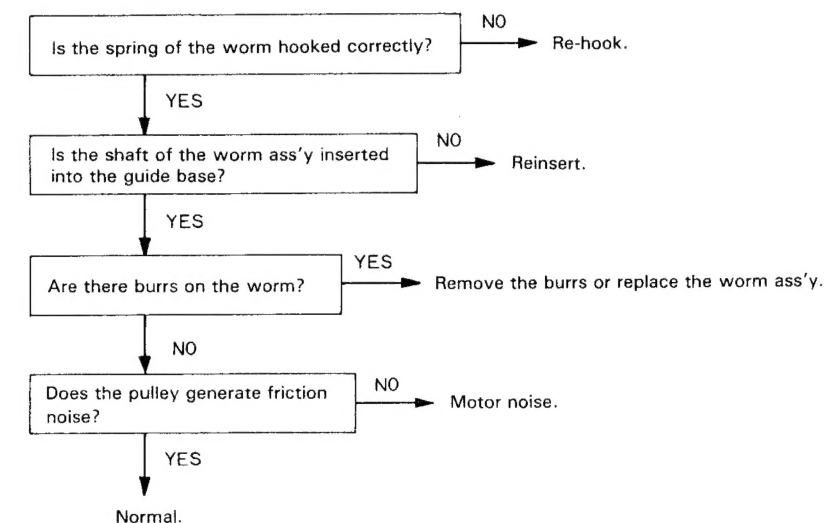 Is the spring of the worm hooked correctly?
NO
Re-hook.
YES
Is the shaft of the worm ass'y inserted
into the guide base?
NO
Reinsert.
YES
Are there burrs on the worm?
YES
Remove the burrs or replace the worm ass'y.
NO
Does the pulley generate friction
noise?
NO
Motor noise.
YES
Normal.